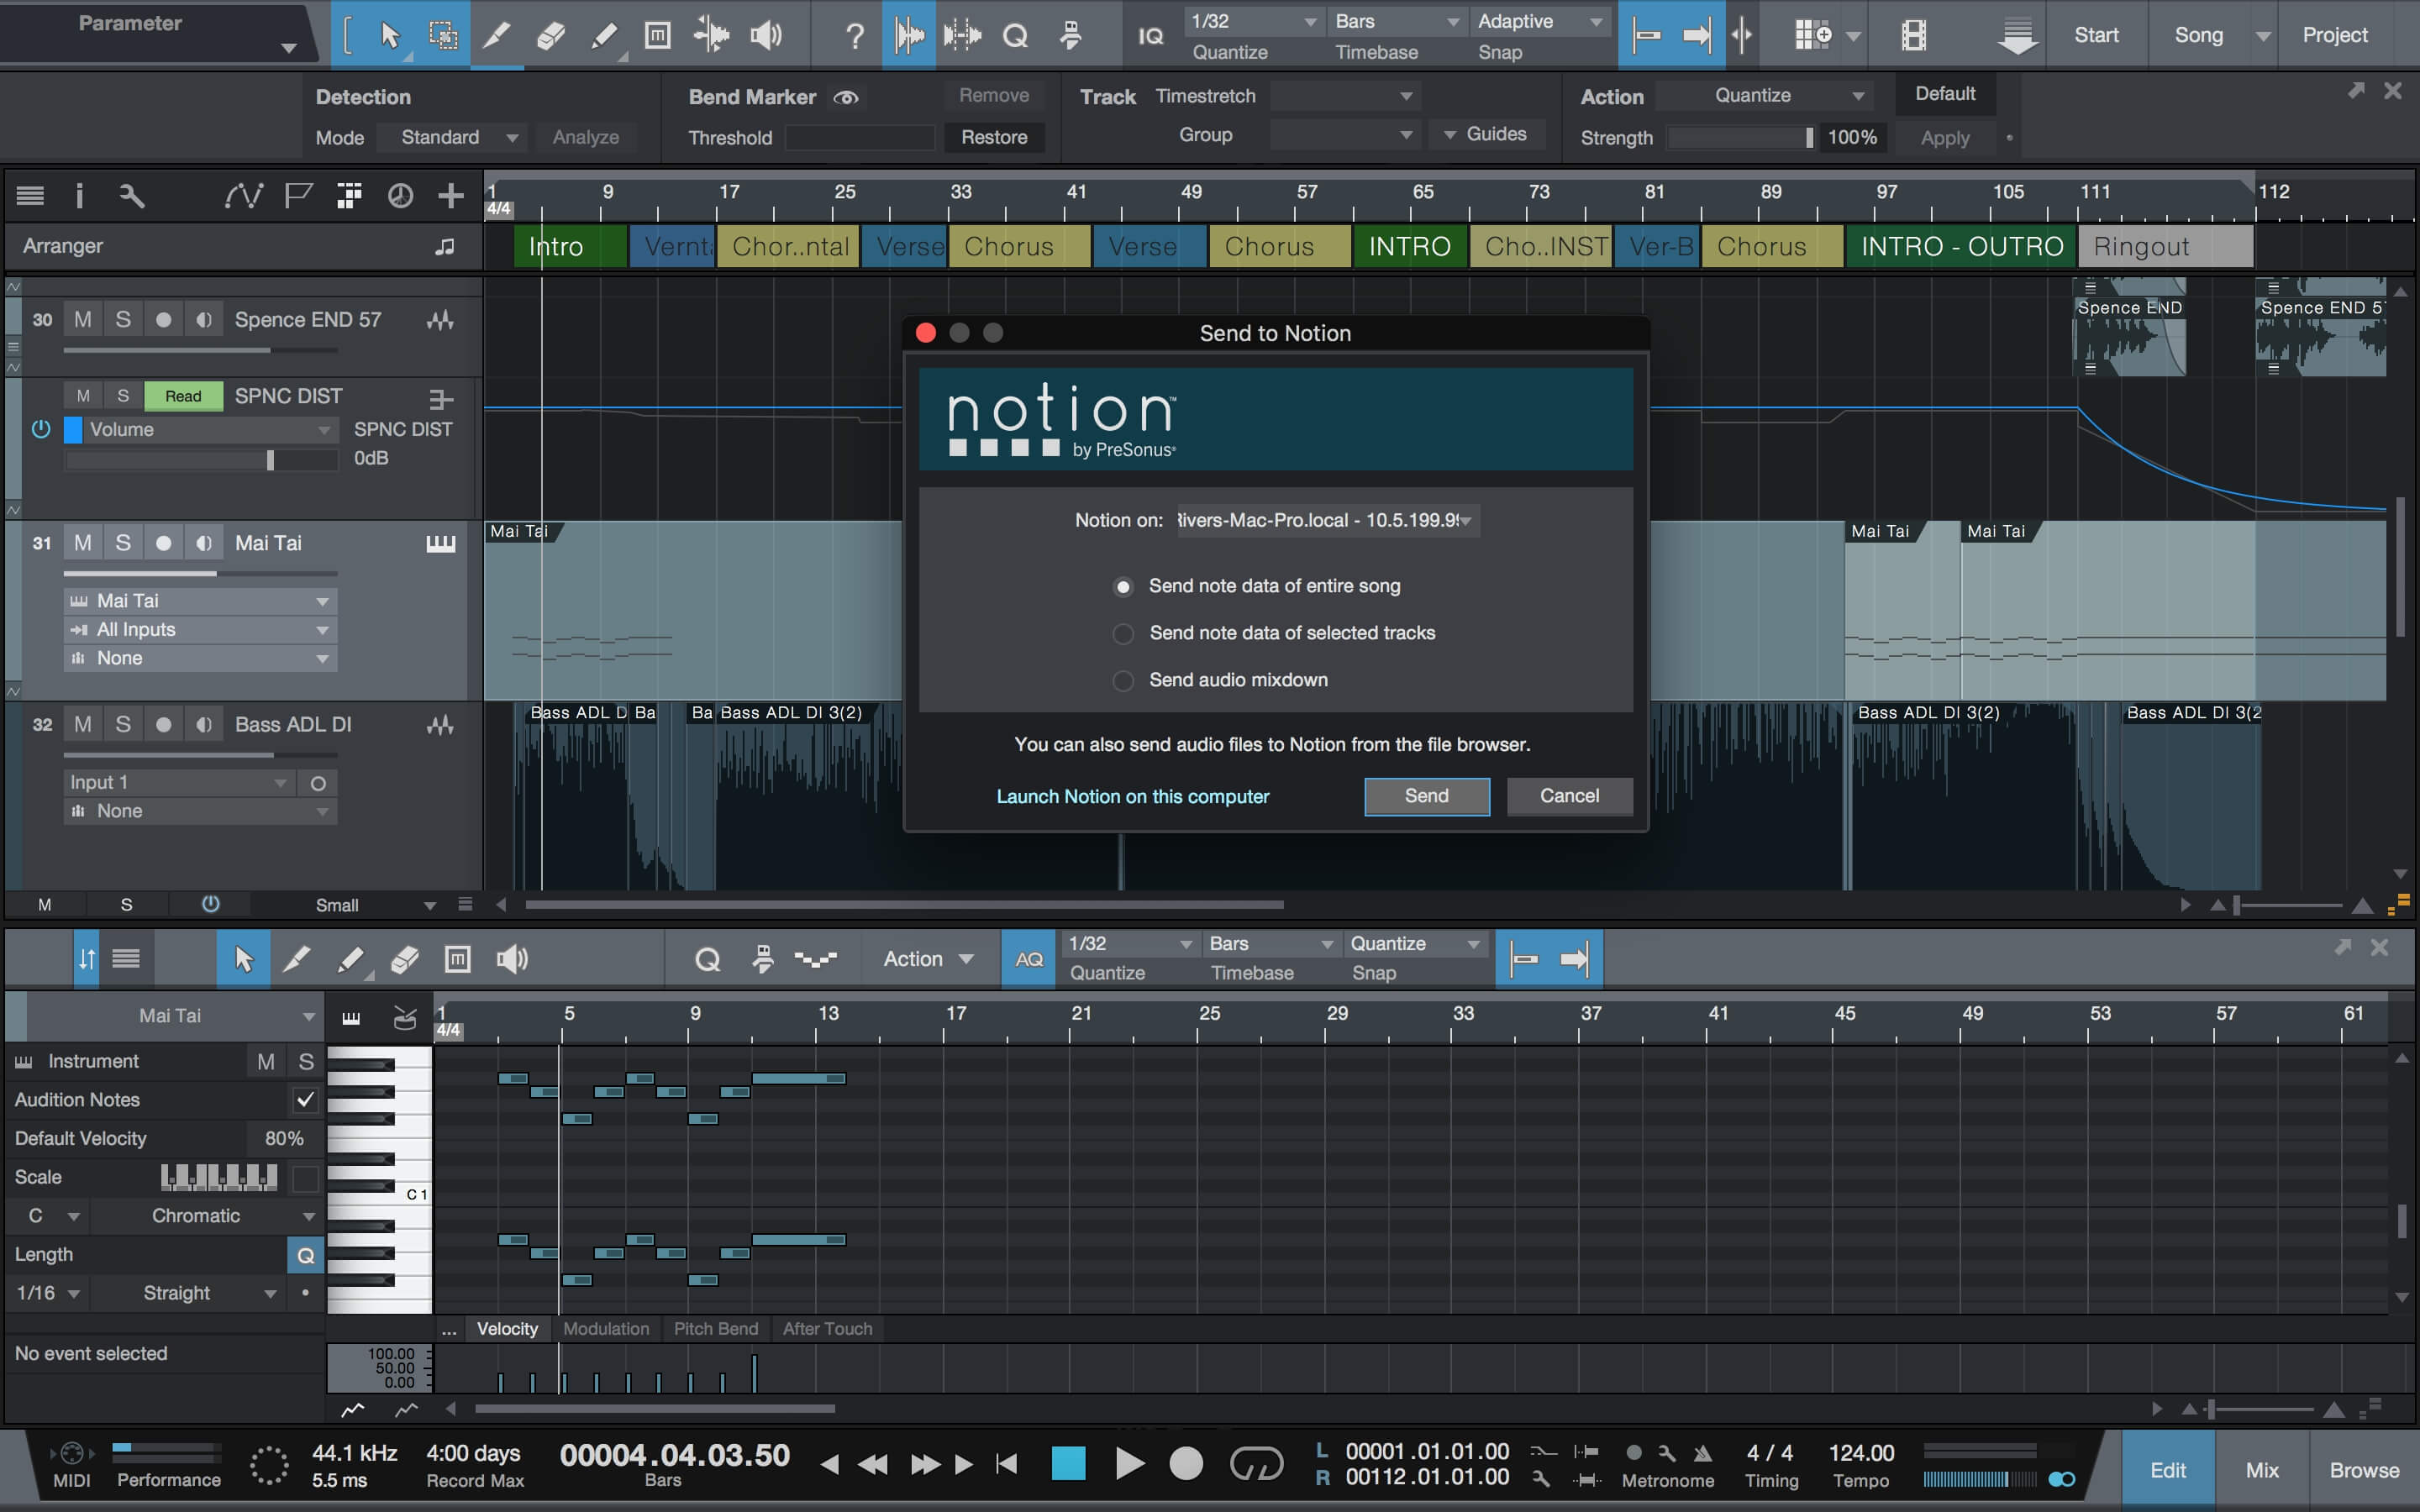 Parameter
? IQ 1/32 Bars Adaptive Start Song Project
Quantize Timebase Snap
Detection Bend Marker Remove Track Timestretch Action Quantize Default
Mode Standard Analyze Threshold Restore Group Guides Strength 100% Apply
1 9 17 25 33 41 49 57 65 73 81 89 97 105 111 112
4/4
Arranger Intro Chor..ntal Verse Chorus Verse Chorus INTRO Cho..INST Ver-B Chorus INTRO - OUTRO Ringout
30 M S Spence END 57 Spence END Spence END 5
M S Read SPNC DIST
Volume SPNC DIST
0dB
31 M S Mai Tai
Mai Tai Mai Tai Mai Tai
Mai Tai
All Inputs
None
32 M S Bass ADL DI
Bass ADL D Ba Ba Bass ADL DI 3(2) Bass ADL DI 3(2) Bass ADL DI 3(2
Input 1
None
M S Small
Send to Notion
notion™
by PreSonus®
Notion on: Rivers-Mac-Pro.local - 10.5.199.9
Send note data of entire song
Send note data of selected tracks
Send audio mixdown
You can also send audio files to Notion from the file browser.
Launch Notion on this computer Send Cancel
Q Action AQ 1/32 Bars Quantize
Quantize Timebase Snap
Mai Tai 1 5 9 13 17 21 25 29 33 37 41 45 49 53 57 61
4/4
Instrument M S
Audition Notes
Default Velocity 80%
Scale
C 1
C Chromatic
Length Q
1/16 Straight
... Velocity Modulation Pitch Bend After Touch
No event selected
100.00
50.00
0.00
MIDI Performance
44.1 kHz 4:00 days 00004.04.03.50
5.5 ms Record Max Bars
L 00001.01.01.00
R 00112.01.01.00
Metronome
4 / 4 124.00
Timing Tempo
Edit Mix Browse